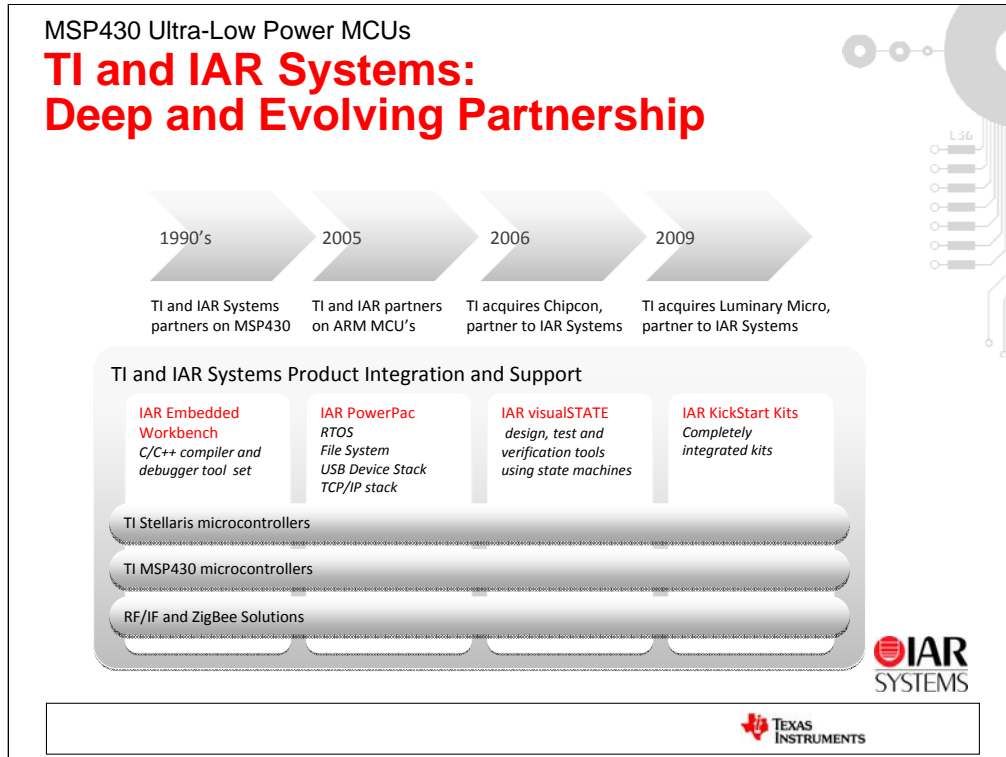 MSP430 Ultra-Low Power MCUs
TI and IAR Systems:
Deep and Evolving Partnership
L36
1990's
2005
2006
2009
TI and IAR Systems
partners on MSP430
TI and IAR partners
on ARM MCU's
TI acquires Chipcon,
partner to IAR Systems
TI acquires Luminary Micro,
partner to IAR Systems
TI and IAR Systems Product Integration and Support
IAR Embedded
Workbench
C/C++ compiler and
debugger tool set
IAR PowerPac
RTOS
File System
USB Device Stack
TCP/IP stack
IAR visualSTATE
design, test and
verification tools
using state machines
IAR KickStart Kits
Completely
integrated kits
TI Stellaris microcontrollers
TI MSP430 microcontrollers
RF/IF and ZigBee Solutions
IAR
SYSTEMS
TEXAS
INSTRUMENTS